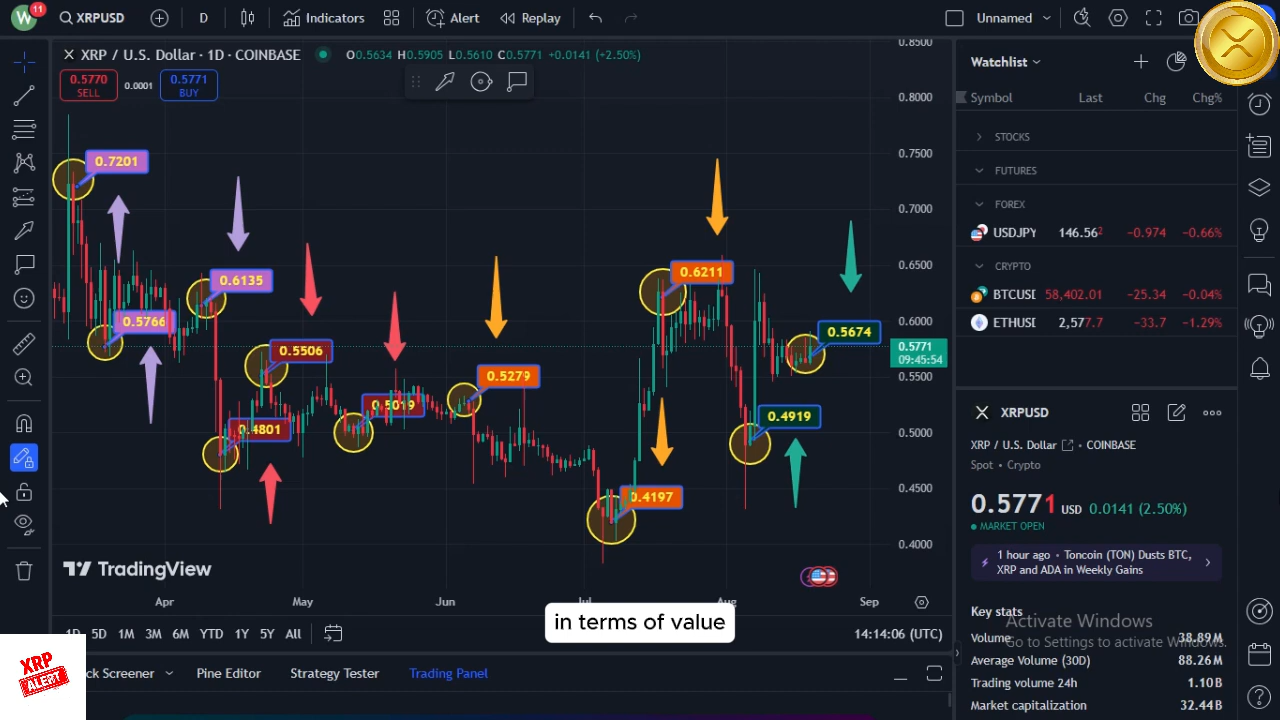 W 11 XRPUSD D Indicators Alert Replay Unnamed
XRP / U.S. Dollar · 1D · COINBASE O0.5634 H0.5905 L0.5610 C0.5771 +0.0141 (+2.50%)
0.5770 SELL 0.0001 0.5771 BUY
0.8500
0.8000
0.7500
0.7000
0.6500
0.6000
0.5771
09:45:54
0.5500
0.5000
0.4500
0.4000
0.7201
0.5766
0.6135
0.4801
0.5506
0.5019
0.5279
0.4197
0.6211
0.4919
0.5674
TradingView
Apr May Jun Jul Aug Sep
in terms of value
1D 5D 1M 3M 6M YTD 1Y 5Y All 14:14:06 (UTC)
XRP
ALERT
ck Screener Pine Editor Strategy Tester Trading Panel
Watchlist
Symbol Last Chg Chg%
STOCKS
FUTURES
FOREX
USDJPY 146.562 −0.974 −0.66%
CRYPTO
BTCUSI 58,402.01 −25.34 −0.04%
ETHUSI 2,577.7 −33.7 −1.29%
XRPUSD
XRP / U.S. Dollar COINBASE
Spot • Crypto
0.5771 USD 0.0141 (2.50%)
MARKET OPEN
1 hour ago • Toncoin (TON) Dusts BTC,
XRP and ADA in Weekly Gains
Key stats
Activate Windows
Go to Settings to activate Windows.
Volume 38.89M
Average Volume (30D) 88.26M
Trading volume 24h 1.10B
Market capitalization 32.44B